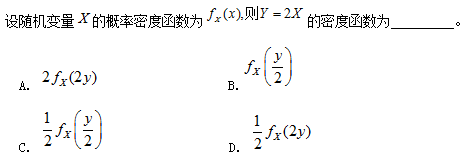 设随机变量 X 的概率密度函数为 f_X(x),则Y = 2X 的密度函数为________。
A. 2f_X(2y) B. f_X(y/2)
C. 1/2 f_X(y/2) D. 1/2 f_X(2y)